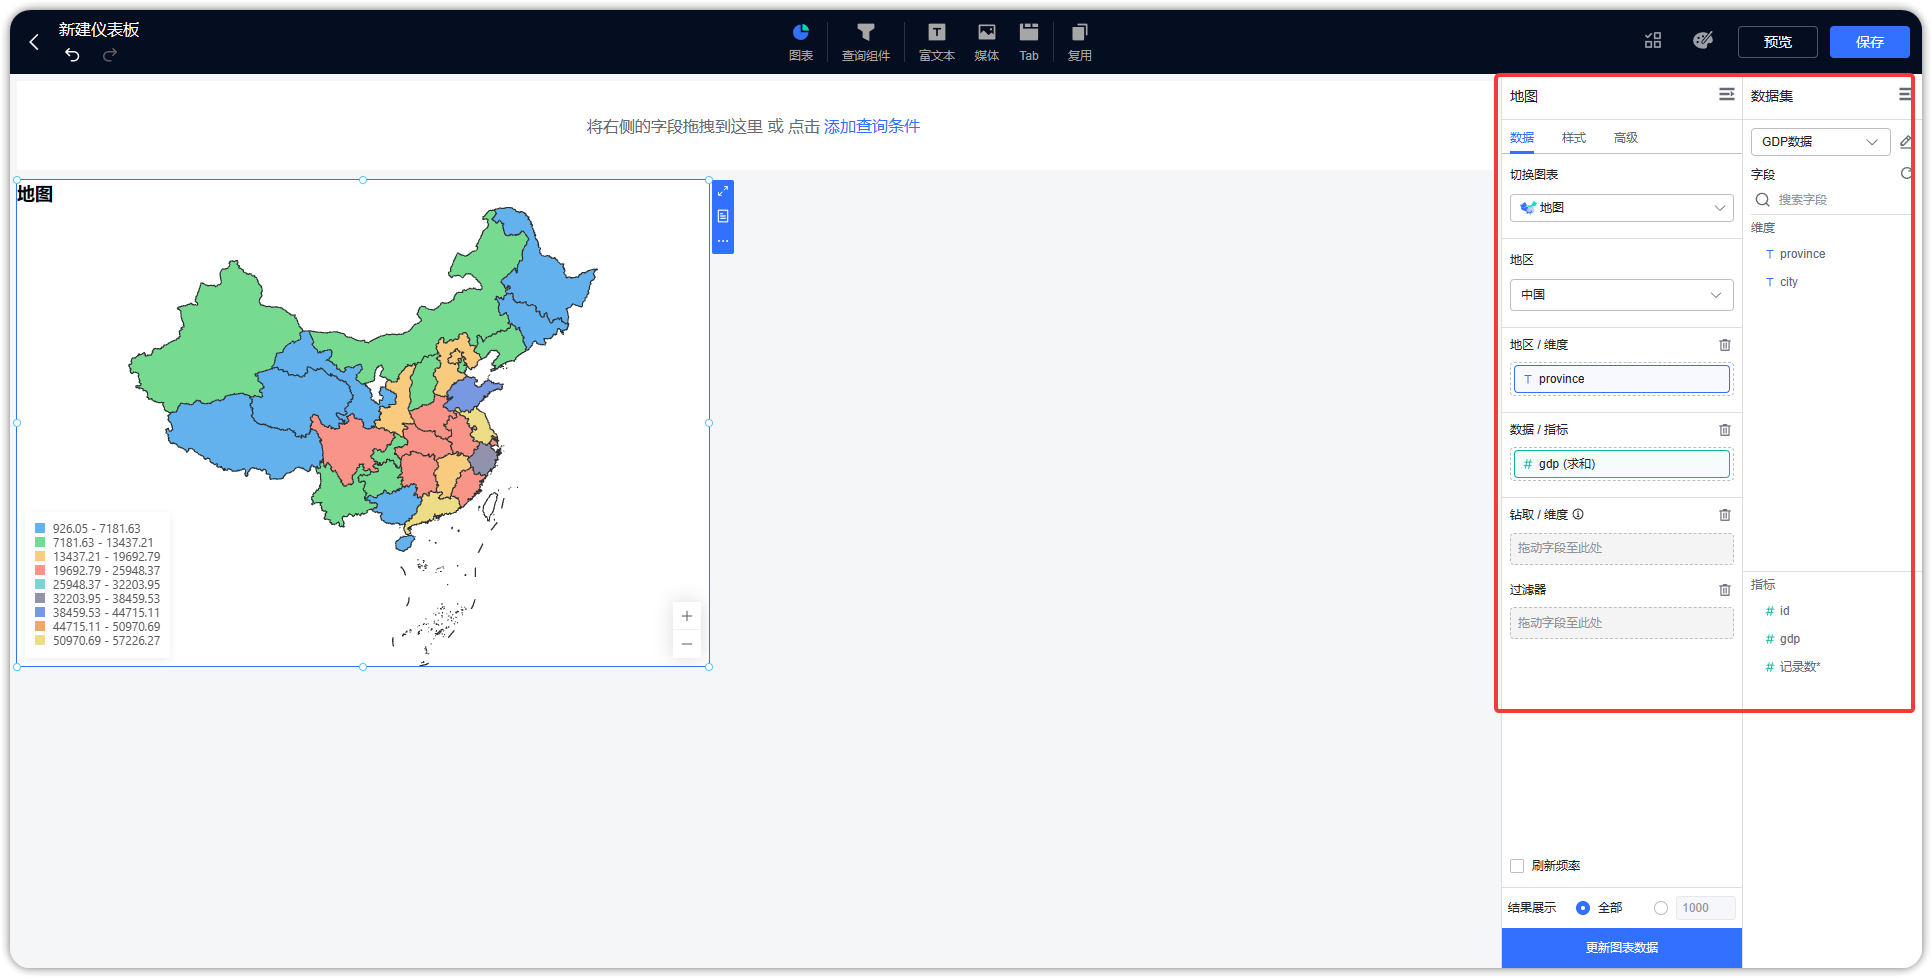 新建仪表板
图表
查询组件
富文本
媒体
Tab
复用
预览
保存
将右侧的字段拖拽到这里 或 点击 添加查询条件
地图
926.05 - 7181.63
7181.63 - 13437.21
13437.21 - 19692.79
19692.79 - 25948.37
25948.37 - 32203.95
32203.95 - 38459.53
38459.53 - 44715.11
44715.11 - 50970.69
50970.69 - 57226.27
地图
数据
样式
高级
切换图表
地图
地区
中国
地区 / 维度
T province
数据 / 指标
# gdp (求和)
钻取 / 维度
拖动字段至此处
过滤器
拖动字段至此处
刷新频率
结果展示
全部
1000
更新图表数据
数据集
GDP数据
字段
搜索字段
维度
T province
T city
指标
# id
# gdp
# 记录数*